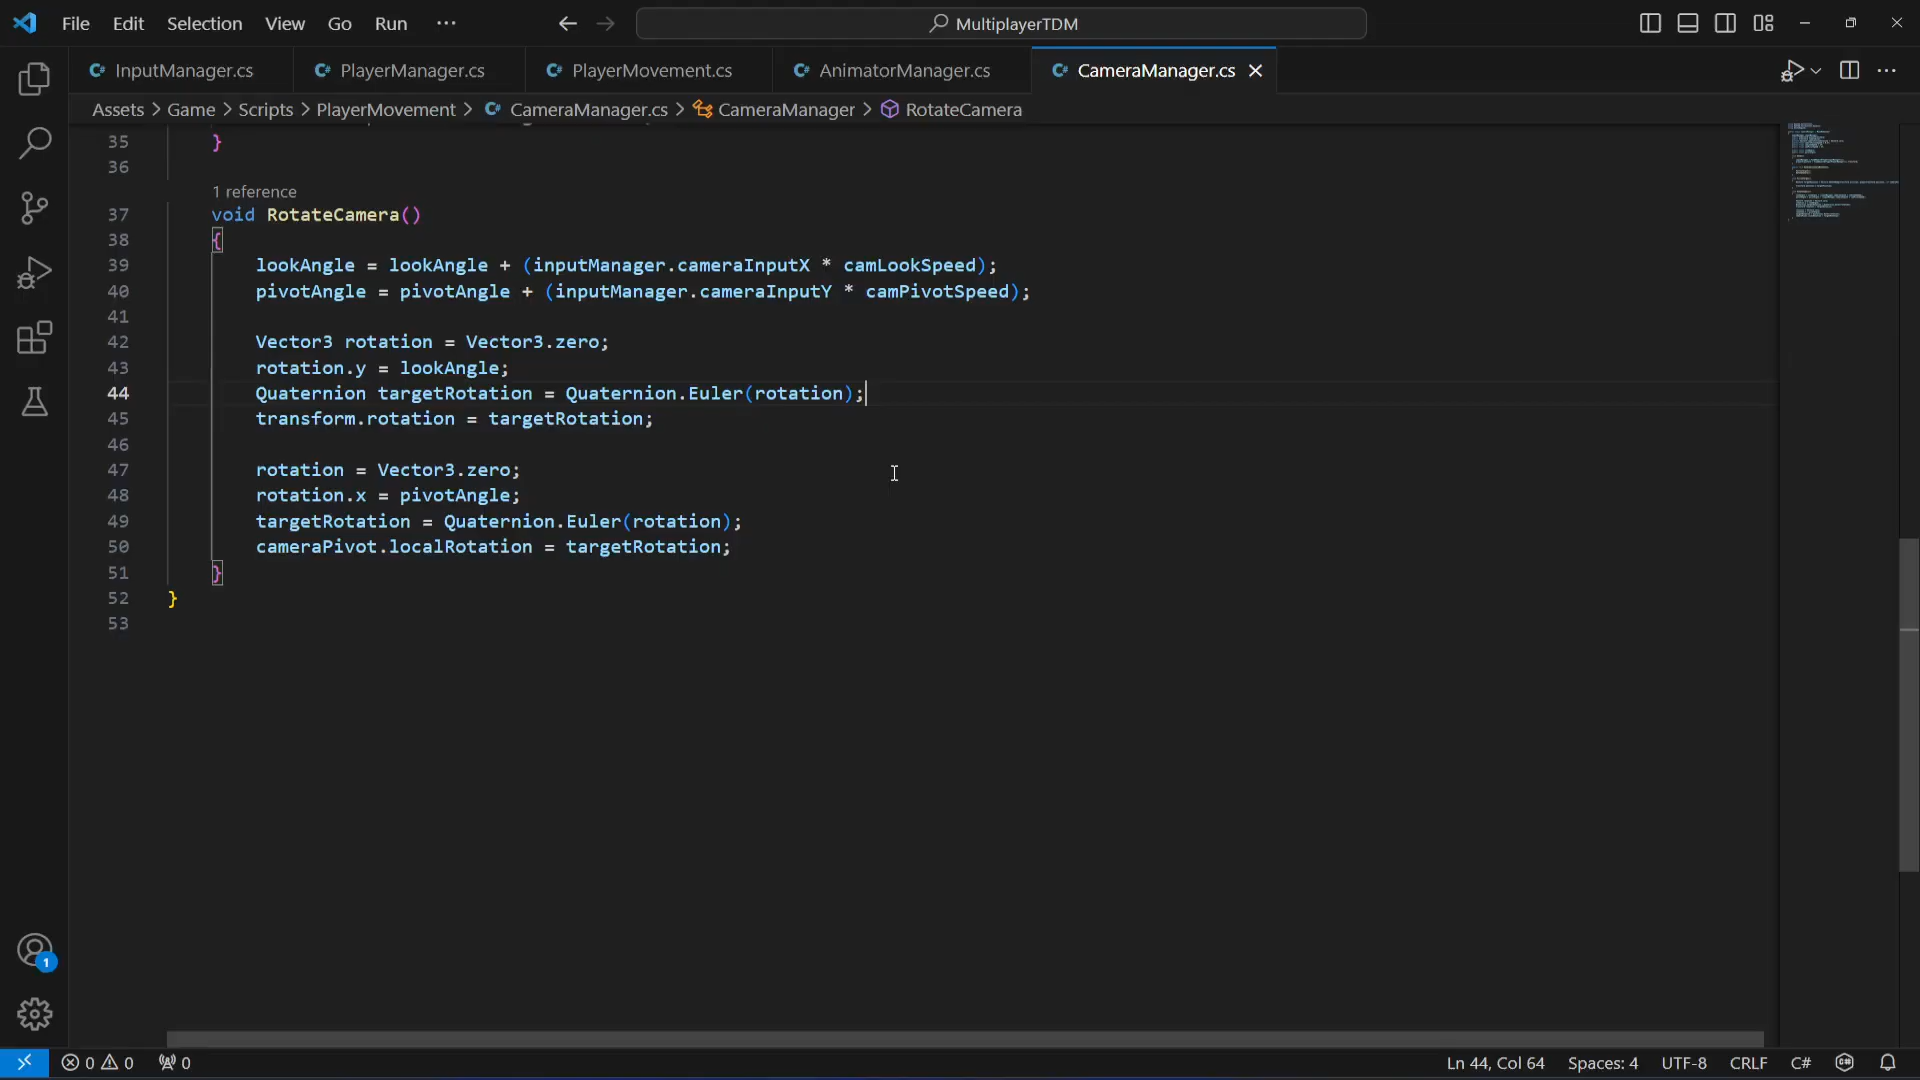 File Edit Selection View Go Run ··· MultiplayerTDM
InputManager.cs PlayerManager.cs PlayerMovement.cs AnimatorManager.cs CameraManager.cs
Assets > Game > Scripts > PlayerMovement > CameraManager.cs > CameraManager > RotateCamera
35 }
36
1 reference
37 void RotateCamera()
38 {
39 lookAngle = lookAngle + (inputManager.cameraInputX * camLookSpeed);
40 pivotAngle = pivotAngle + (inputManager.cameraInputY * camPivotSpeed);
41
42 Vector3 rotation = Vector3.zero;
43 rotation.y = lookAngle;
44 Quaternion targetRotation = Quaternion.Euler(rotation);
45 transform.rotation = targetRotation;
46
47 rotation = Vector3.zero;
48 rotation.x = pivotAngle;
49 targetRotation = Quaternion.Euler(rotation);
50 cameraPivot.localRotation = targetRotation;
51 }
52 }
53
1
0 0 0 Ln 44, Col 64 Spaces: 4 UTF-8 CRLF C#